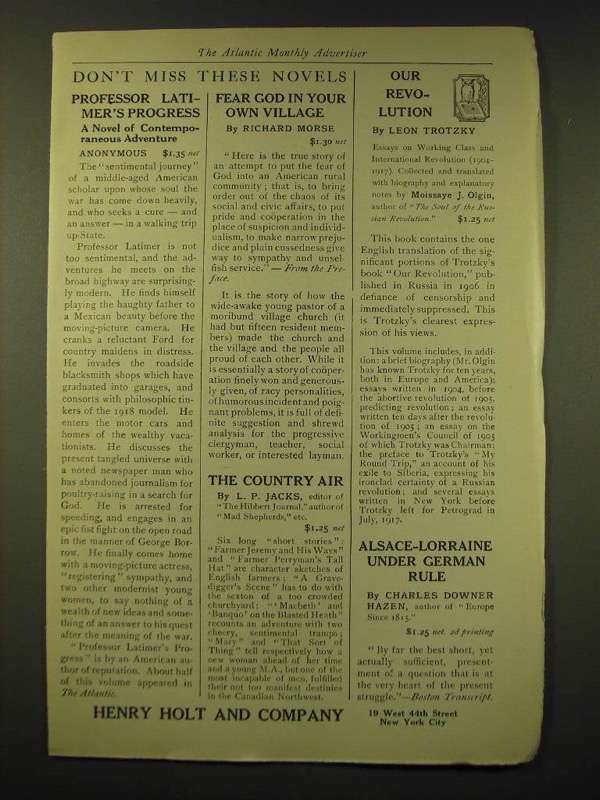 The Atlantic Monthly Advertiser
DON'T MISS THESE NOVELS
PROFESSOR LATI-
MER'S PROGRESS
A Novel of Contempo-
raneous Adventure
ANONYMOUS $1.35 net
The "sentimental journey"
of a middle-aged American
scholar upon whose soul the
war has come down heavily,
and who seeks a cure — and
an answer — in a walking trip
up-State.
Professor Latimer is not
too sentimental, and the ad-
ventures he meets on the
broad highway are surprising-
ly modern. He finds himself
playing the haughty father to
a Mexican beauty before the
moving-picture camera. He
cranks a reluctant Ford for
country maidens in distress.
He invades the roadside
blacksmith shops which have
graduated into garages, and
consorts with philosophic tin-
kers of the 1918 model. He
enters the motor cars and
homes of the wealthy vaca-
tionists. He discusses the
present tangled universe with
a noted newspaper man who
has abandoned journalism for
poultry-raising in a search for
God. He is arrested for
speeding, and engages in an
epic fist fight on the open road
in the manner of George Bor-
row. He finally comes home
with a moving-picture actress,
"registering" sympathy, and
two other modernist young
women, to say nothing of a
wealth of new ideas and some-
thing of an answer to his quest
after the meaning of the war.
"Professor Latimer's Pro-
gress" is by an American au-
thor of reputation. About half
of this volume appeared in
The Atlantic.
FEAR GOD IN YOUR
OWN VILLAGE
By RICHARD MORSE
$1.30 net
"Here is the true story of
an attempt to put the fear of
God into an American rural
community; that is, to bring
order out of the chaos of its
social and civic affairs, to put
pride and coöperation in the
place of suspicion and individ-
ualism, to make narrow preju-
dice and plain cussedness give
way to sympathy and unsel-
fish service." — From the Pre-
face.
It is the story of how the
wide-awake young pastor of a
moribund village church (it
had but fifteen resident mem-
bers) made the church and
the village and the people all
proud of each other. While it
is essentially a story of coöper-
ation finely won and generous-
ly given, of racy personalities,
of humorous incident and poig-
nant problems, it is full of defi-
nite suggestion and shrewd
analysis for the progressive
clergyman, teacher, social
worker, or interested layman.
THE COUNTRY AIR
By L. P. JACKS, editor of
"The Hibbert Journal," author of
"Mad Shepherds," etc.
$1.25 net
Six long "short stories":
"Farmer Jeremy and His Ways"
and "Farmer Perryman's Tall
Hat" are character sketches of
English farmers; "A Grave-
digger's Scene" has to do with
the sexton of a too crowded
churchyard; "'Macbeth' and
'Banquo' on the Blasted Heath"
recounts an adventure with two
cheery, sentimental tramps;
"Mary" and "That Sort of
Thing" tell respectively how a
new woman ahead of her time
and a young M.A., but one of the
most incapable of men, fulfilled
their not too manifest destinies
in the Canadian Northwest.
OUR
REVO-
LUTION
By LEON TROTZKY
Essays on Working Class and
International Revolution (1904-
1917). Collected and translated
with biography and explanatory
notes by Moissaye J. Olgin,
author of "The Soul of the Rus-
sian Revolution." $1.25 net
This book contains the one
English translation of the sig-
nificant portions of Trotzky's
book "Our Revolution," pub-
lished in Russia in 1906 in
defiance of censorship and
immediately suppressed. This
is Trotzky's clearest expres-
sion of his views.
This volume includes, in addi-
tion: a brief biography (Mr. Olgin
has known Trotzky for ten years,
both in Europe and America);
essays written in 1904, before
the abortive revolution of 1905,
predicting revolution; an essay
written ten days after the revolu-
tion of 1905; an essay on the
Workingmen's Council of 1905
of which Trotzky was Chairman;
the preface to Trotzky's "My
Round Trip," an account of his
exile to Siberia, expressing his
ironclad certainty of a Russian
revolution; and several essays
written in New York before
Trotzky left for Petrograd in
July, 1917.
ALSACE-LORRAINE
UNDER GERMAN
RULE
By CHARLES DOWNER
HAZEN, author of "Europe
Since 1815."
$1.25 net. 2d printing
"By far the best short, yet
actually sufficient, present-
ment of a question that is at
the very heart of the present
struggle."—Boston Transcript.
HENRY HOLT AND COMPANY
19 West 44th Street
New York City